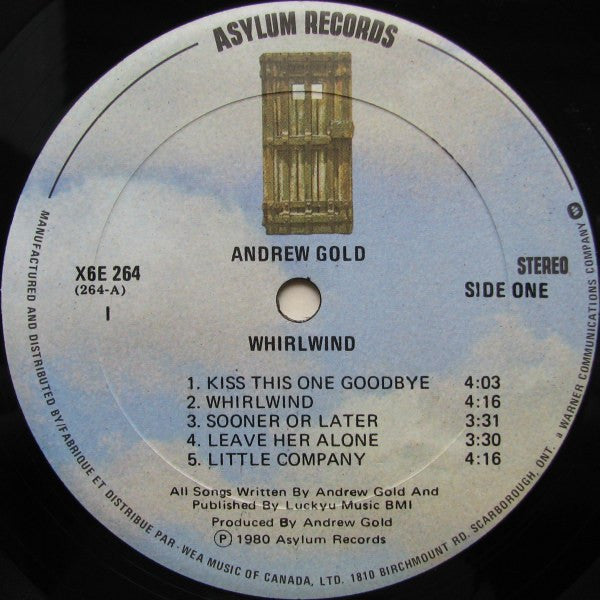 ASYLUM RECORDS
ANDREW GOLD
X6E 264
(264-A)
I
STEREO
SIDE ONE
WHIRLWIND
1. KISS THIS ONE GOODBYE 4:03
2. WHIRLWIND 4:16
3. SOONER OR LATER 3:31
4. LEAVE HER ALONE 3:30
5. LITTLE COMPANY 4:16
All Songs Written By Andrew Gold And
Published By Luckyu Music BMI
Produced By Andrew Gold
Ⓟ 1980 Asylum Records
MANUFACTURED AND DISTRIBUTED BY/FABRIQUE ET DISTRIBUE PAR-WEA MUSIC OF CANADA, LTD. 1810 BIRCHMOUNT RD. SCARBOROUGH, ONT. a WARNER COMMUNICATIONS COMPANY